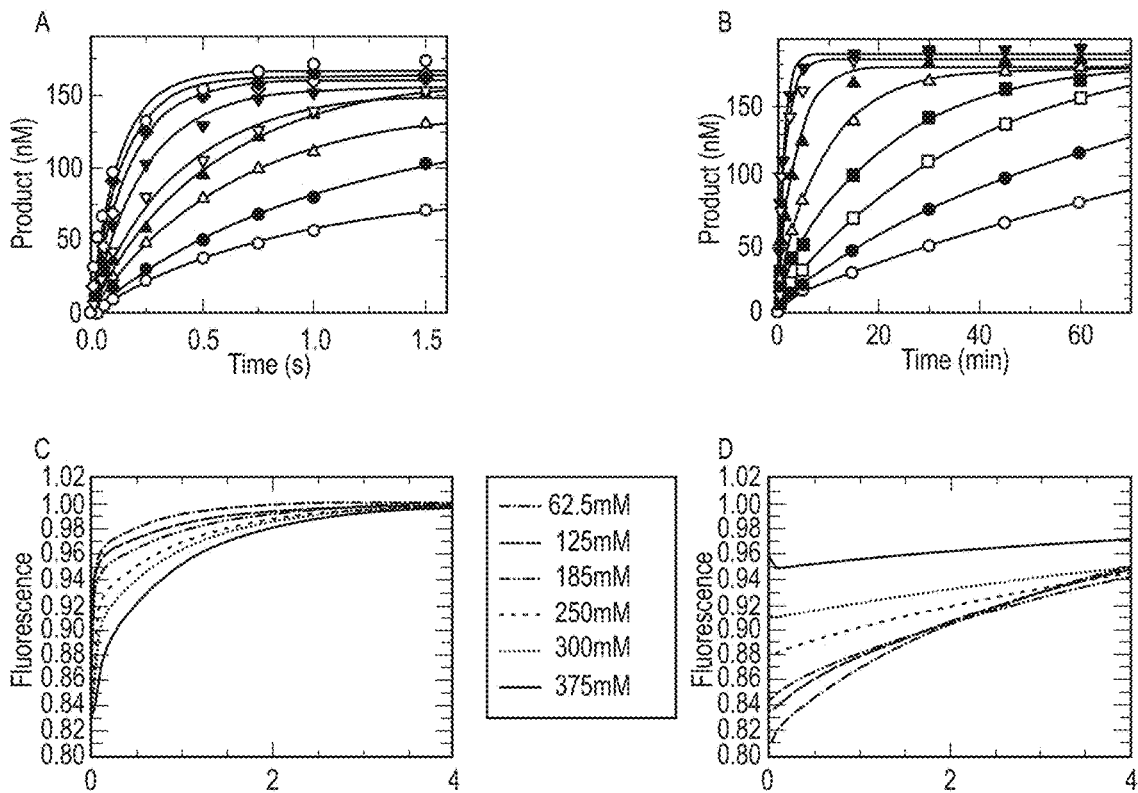 A
Product (nM)
150
100
50
0
0.0
0.5
1.0
1.5
Time (s)
B
Product (nM)
150
100
50
0
0
20
40
60
Time (min)
C
Fluorescence
1.02
1.00
0.98
0.96
0.94
0.92
0.90
0.88
0.86
0.84
0.82
0.80
0
2
4
62.5mM
125mM
185mM
250mM
300mM
375mM
D
Fluorescence
1.02
1.00
0.98
0.96
0.94
0.92
0.90
0.88
0.86
0.84
0.82
0.80
0
2
4